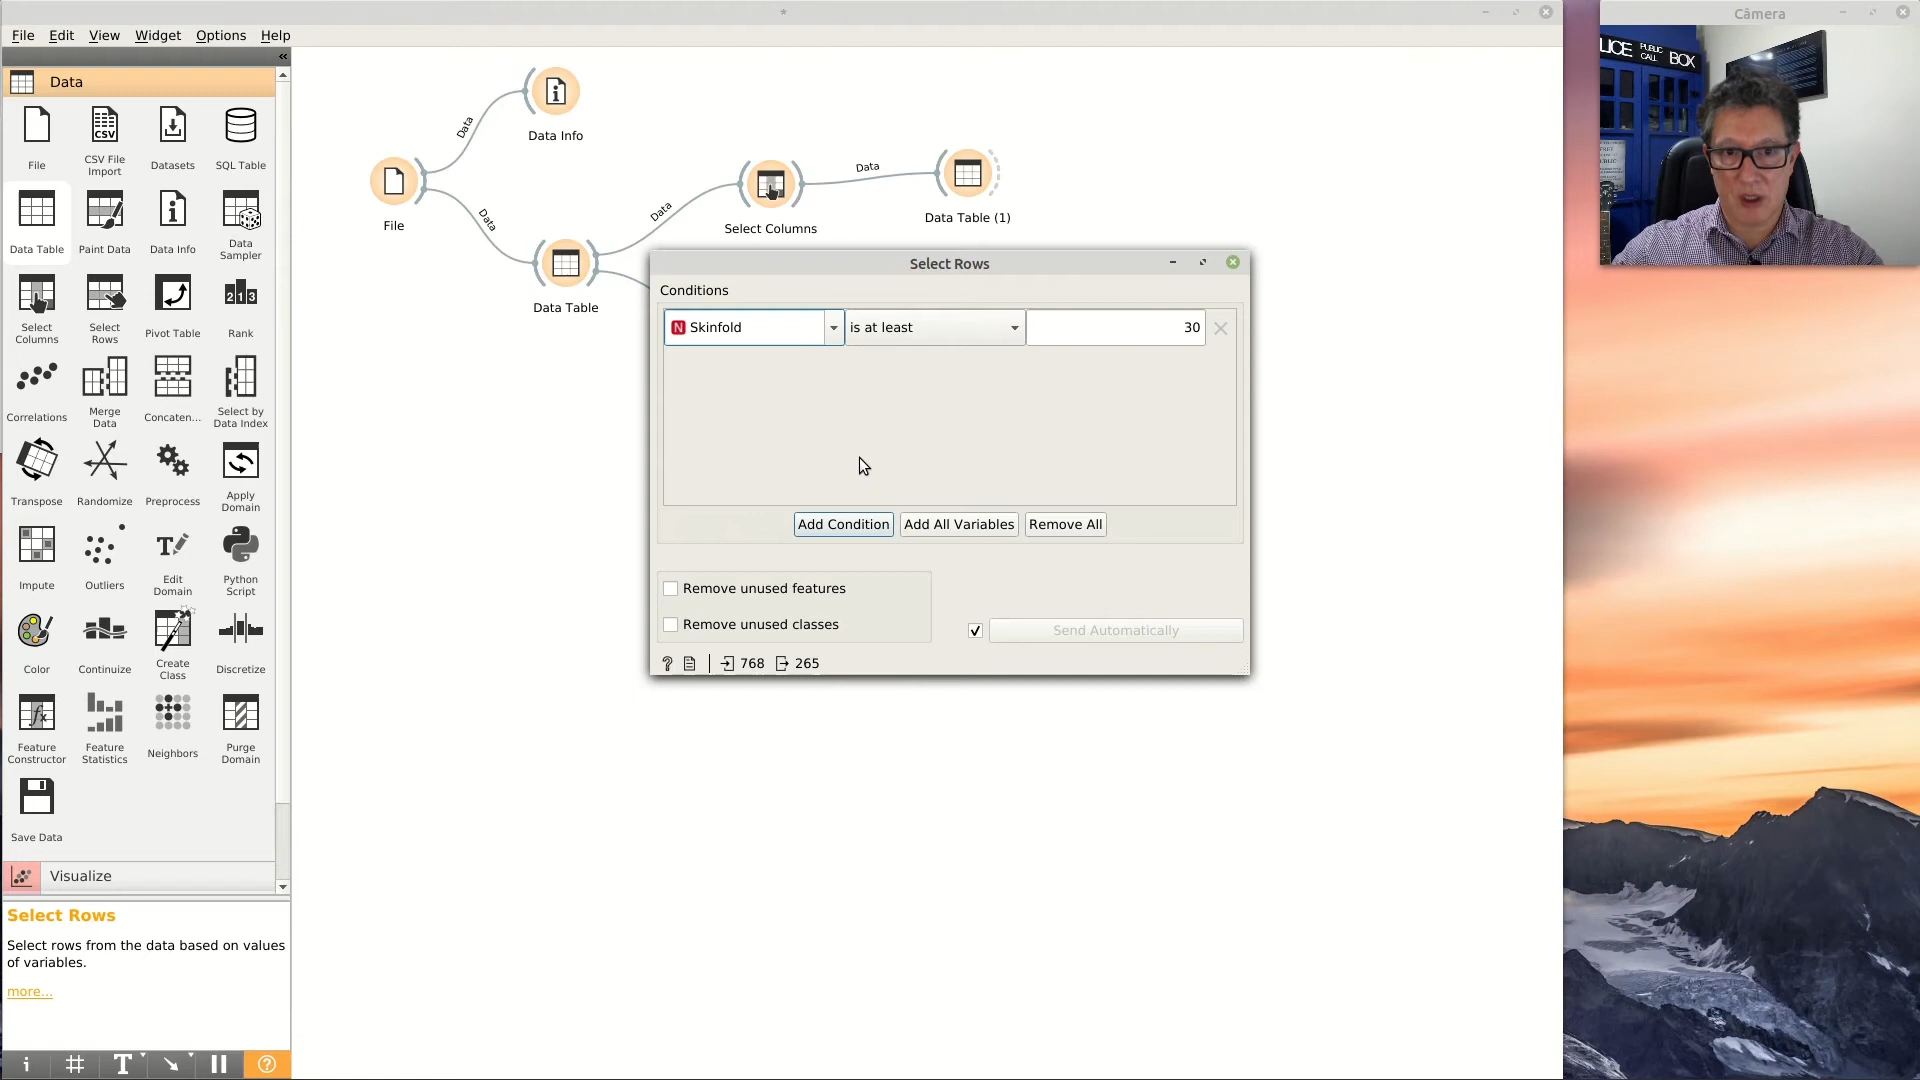 *
Câmera
File Edit View Widget Options Help
«
Data
File
CSV File
Import
Datasets
SQL Table
Data Table
Paint Data
Data Info
Data
Sampler
Select
Columns
Select
Rows
Pivot Table
Rank
Correlations
Merge
Data
Concaten...
Select by
Data Index
Transpose
Randomize
Preprocess
Apply
Domain
Impute
Outliers
Edit
Domain
Python
Script
Color
Continuize
Create
Class
Discretize
Feature
Constructor
Feature
Statistics
Neighbors
Purge
Domain
Save Data
Visualize
Select Rows
Select rows from the data based on values
of variables.
more...
Data
Data Info
File
Data
Data Table
Data
Select Columns
Data
Data Table (1)
Select Rows
Conditions
N Skinfold is at least 30
Add Condition Add All Variables Remove All
Remove unused features
Remove unused classes
Send Automatically
? 768 265
LICE PUBLIC CALL BOX